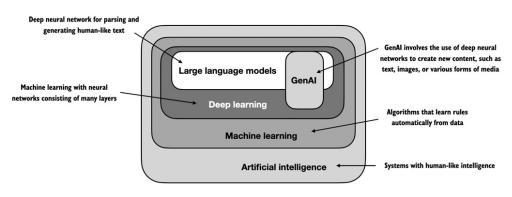 Deep neural network for parsing and
generating human-like text
GenAI involves the use of deep neural
networks to create new content, such as
text, images, or various forms of media
Large language models
GenAI
Machine learning with neural
networks consisting of many layers
Deep learning
Algorithms that learn rules
automatically from data
Machine learning
Artificial intelligence
Systems with human-like intelligence